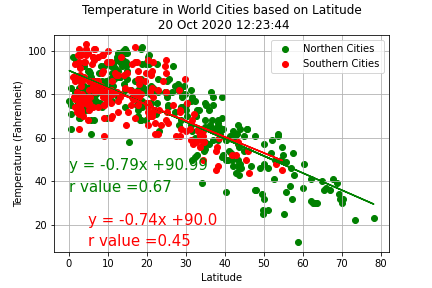 Temperature in World Cities based on Latitude
20 Oct 2020 12:23:44
Northen Cities
Southern Cities
100
80
60
40
20
Temperature (Fahrenheit)
y = -0.79x +90.99
r value =0.67
y = -0.74x +90.0
r value =0.45
0 10 20 30 40 50 60 70 80
Latitude